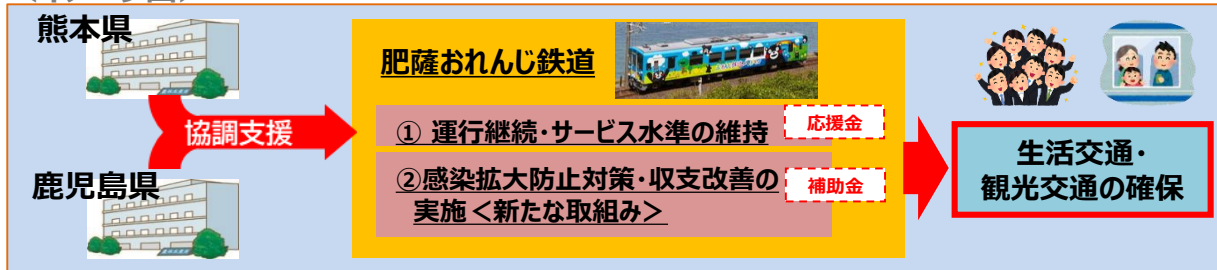 熊本県
鹿児島県
協調支援
肥薩おれんじ鉄道
① 運行継続・サービス水準の維持
応援金
②感染拡大防止対策・収支改善の
実施<新たな取組み>
補助金
生活交通・
観光交通の確保